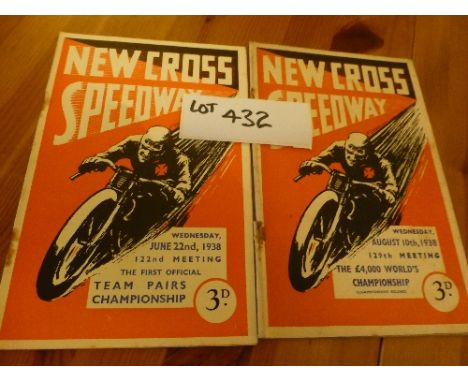 NEW CROSS
SPEEDWAY
WEDNESDAY,
JUNE 22nd, 1938
122nd MEETING
THE FIRST OFFICIAL
TEAM PAIRS
CHAMPIONSHIP
3D.
LOT 432
NEW CROSS
SPEEDWAY
WEDNESDAY,
AUGUST 10th, 1938
129th MEETING
THE £4,000 WORLD'S
CHAMPIONSHIP
3D.